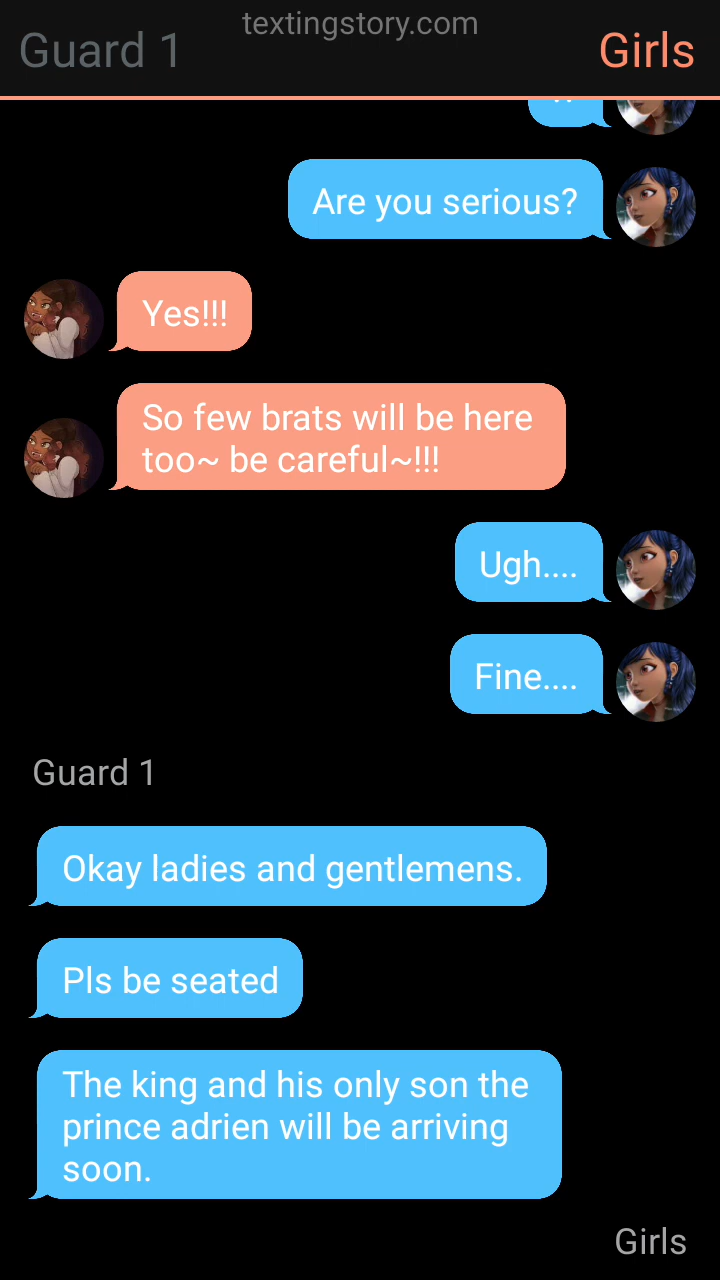 textingstory.com
Guard 1
Girls
Are you serious?
Yes!!!
So few brats will be here
too~ be careful~!!!
Ugh....
Fine....
Guard 1
Okay ladies and gentlemens.
Pls be seated
The king and his only son the
prince adrien will be arriving
soon.
Girls